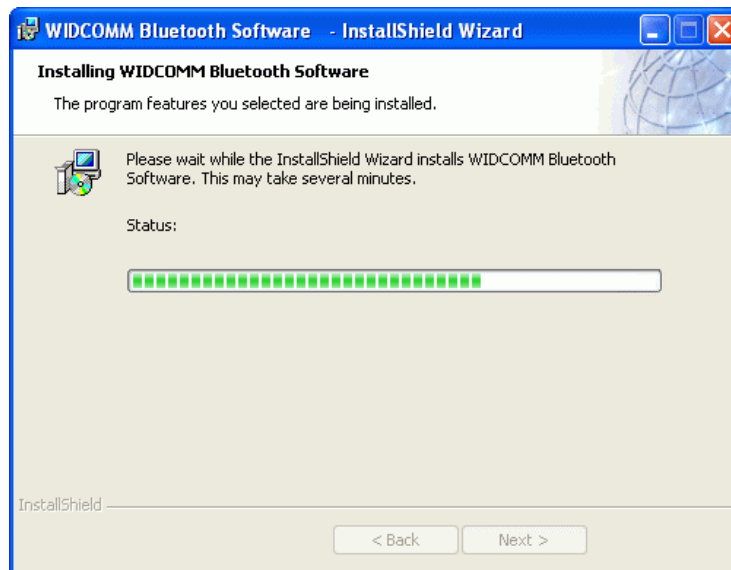 WIDCOMM Bluetooth Software - InstallShield Wizard
Installing WIDCOMM Bluetooth Software
The program features you selected are being installed.
Please wait while the InstallShield Wizard installs WIDCOMM Bluetooth
Software. This may take several minutes.
Status:
InstallShield
< Back
Next >